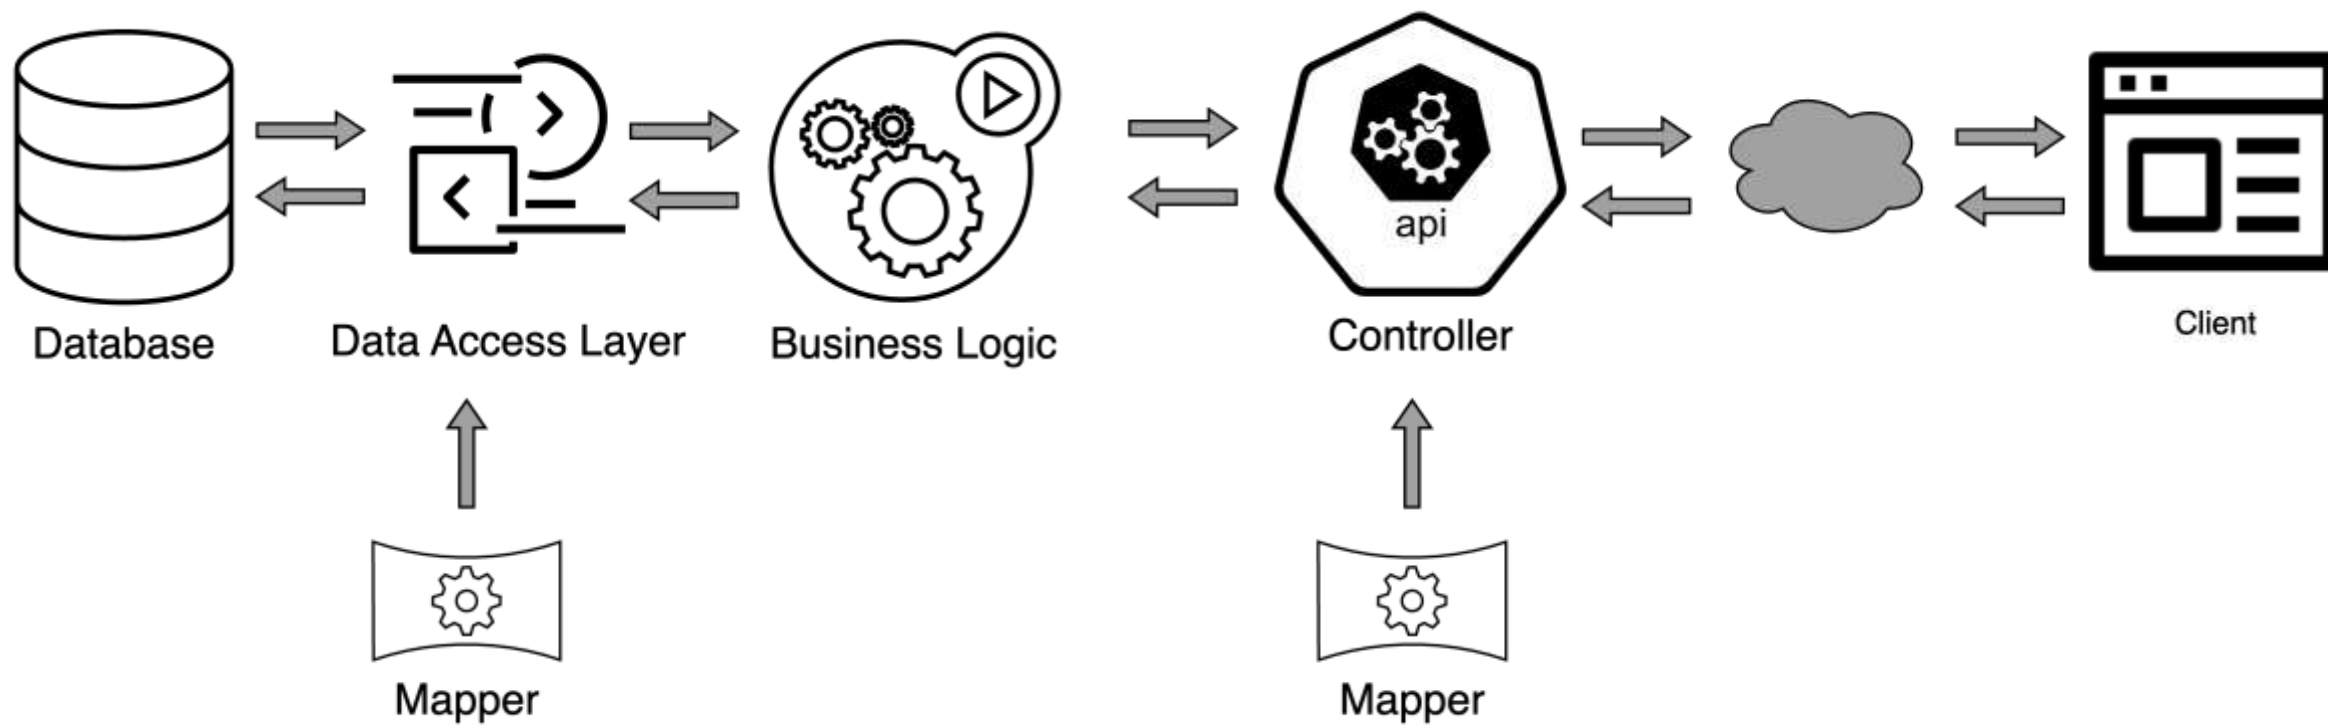 api
Database
Data Access Layer
Business Logic
Controller
Client
Mapper
Mapper